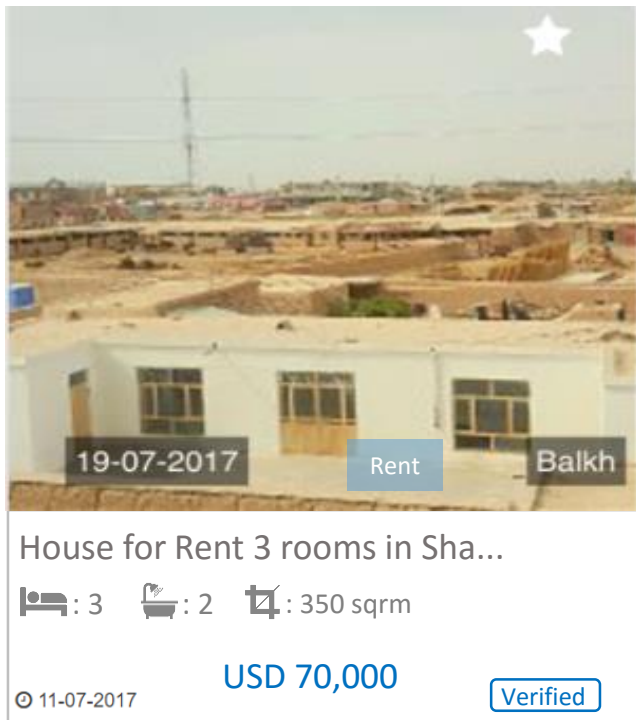 19-07-2017 Rent Balkh
House for Rent 3 rooms in Sha...
: 3 : 2 : 350 sqrm
USD 70,000
11-07-2017 Verified